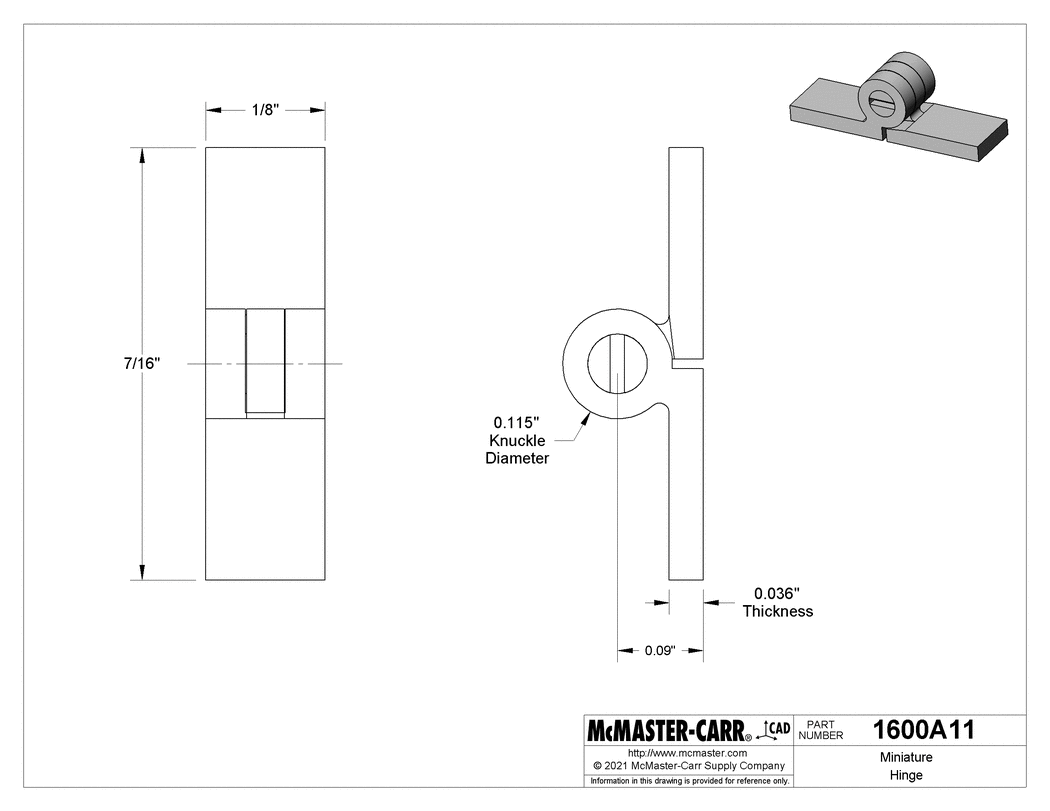 1/8"
7/16"
0.115"
Knuckle
Diameter
0.036"
Thickness
0.09"
McMASTER-CARR® CAD
http://www.mcmaster.com
© 2021 McMaster-Carr Supply Company
Information in this drawing is provided for reference only.
PART
NUMBER
1600A11
Miniature
Hinge